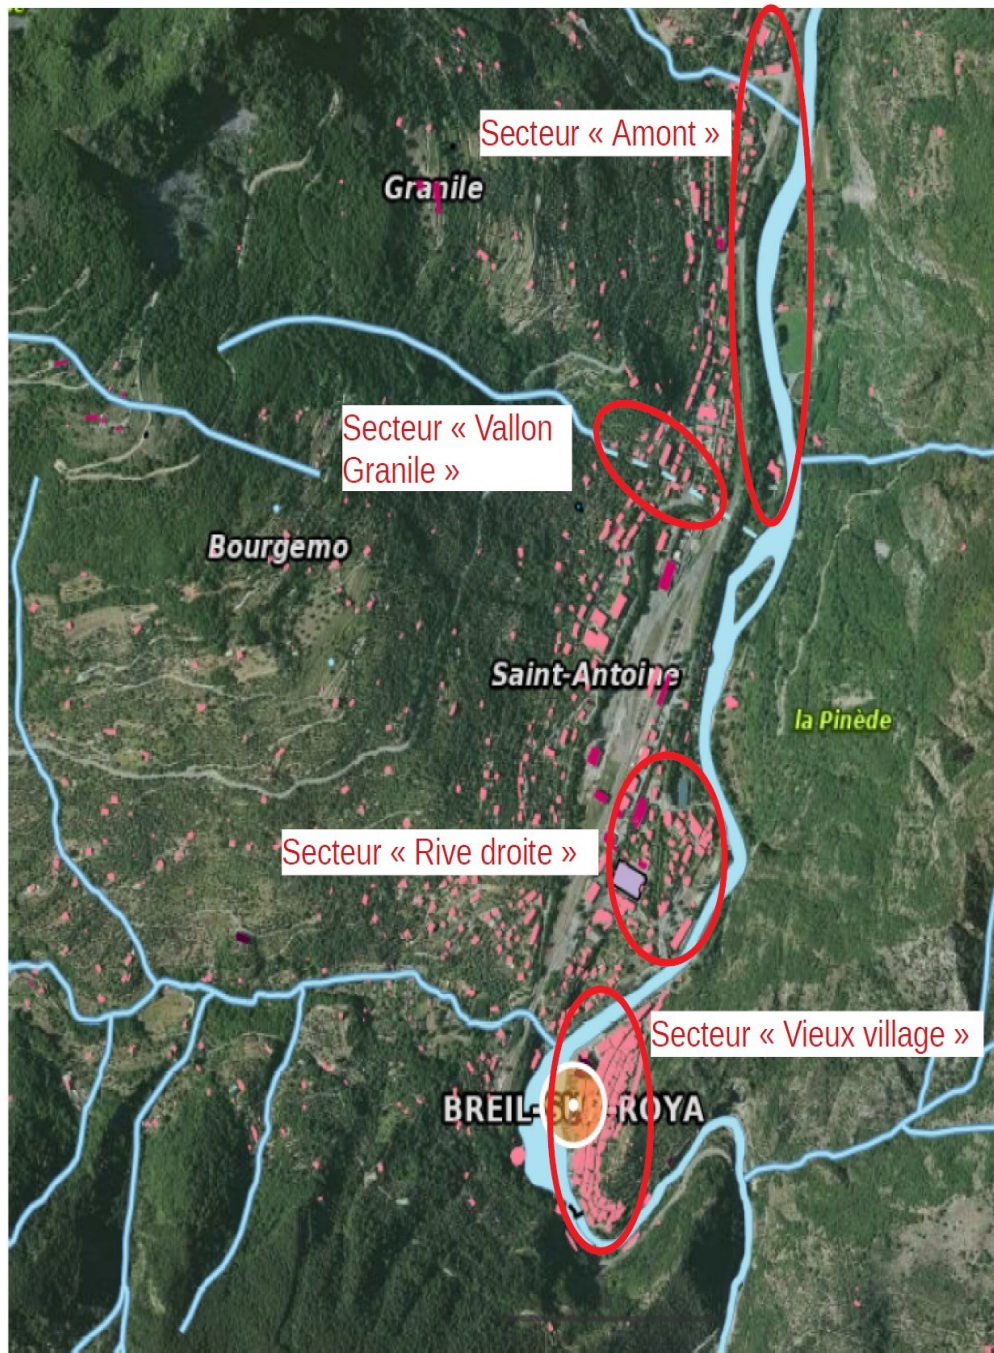 Secteur « Amont »
Granile
Secteur « Vallon
Granile »
Bourgemo
Saint-Antoine
la Pinède
Secteur « Rive droite »
Secteur « Vieux village »
BREIL- -ROYA